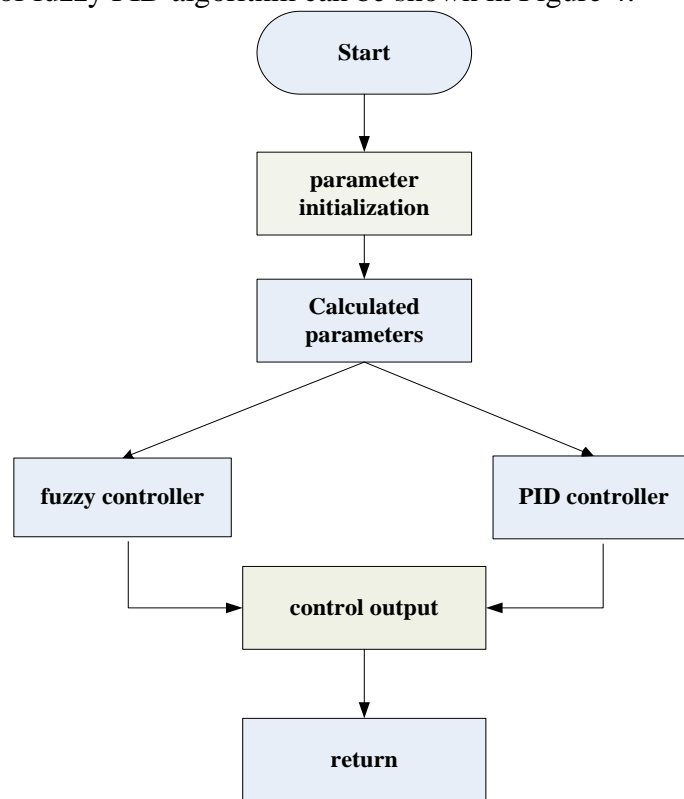 of fuzzy PID algorithm can be shown in Figure 4.
Start
parameter
initialization
Calculated
parameters
fuzzy controller
PID controller
control output
return